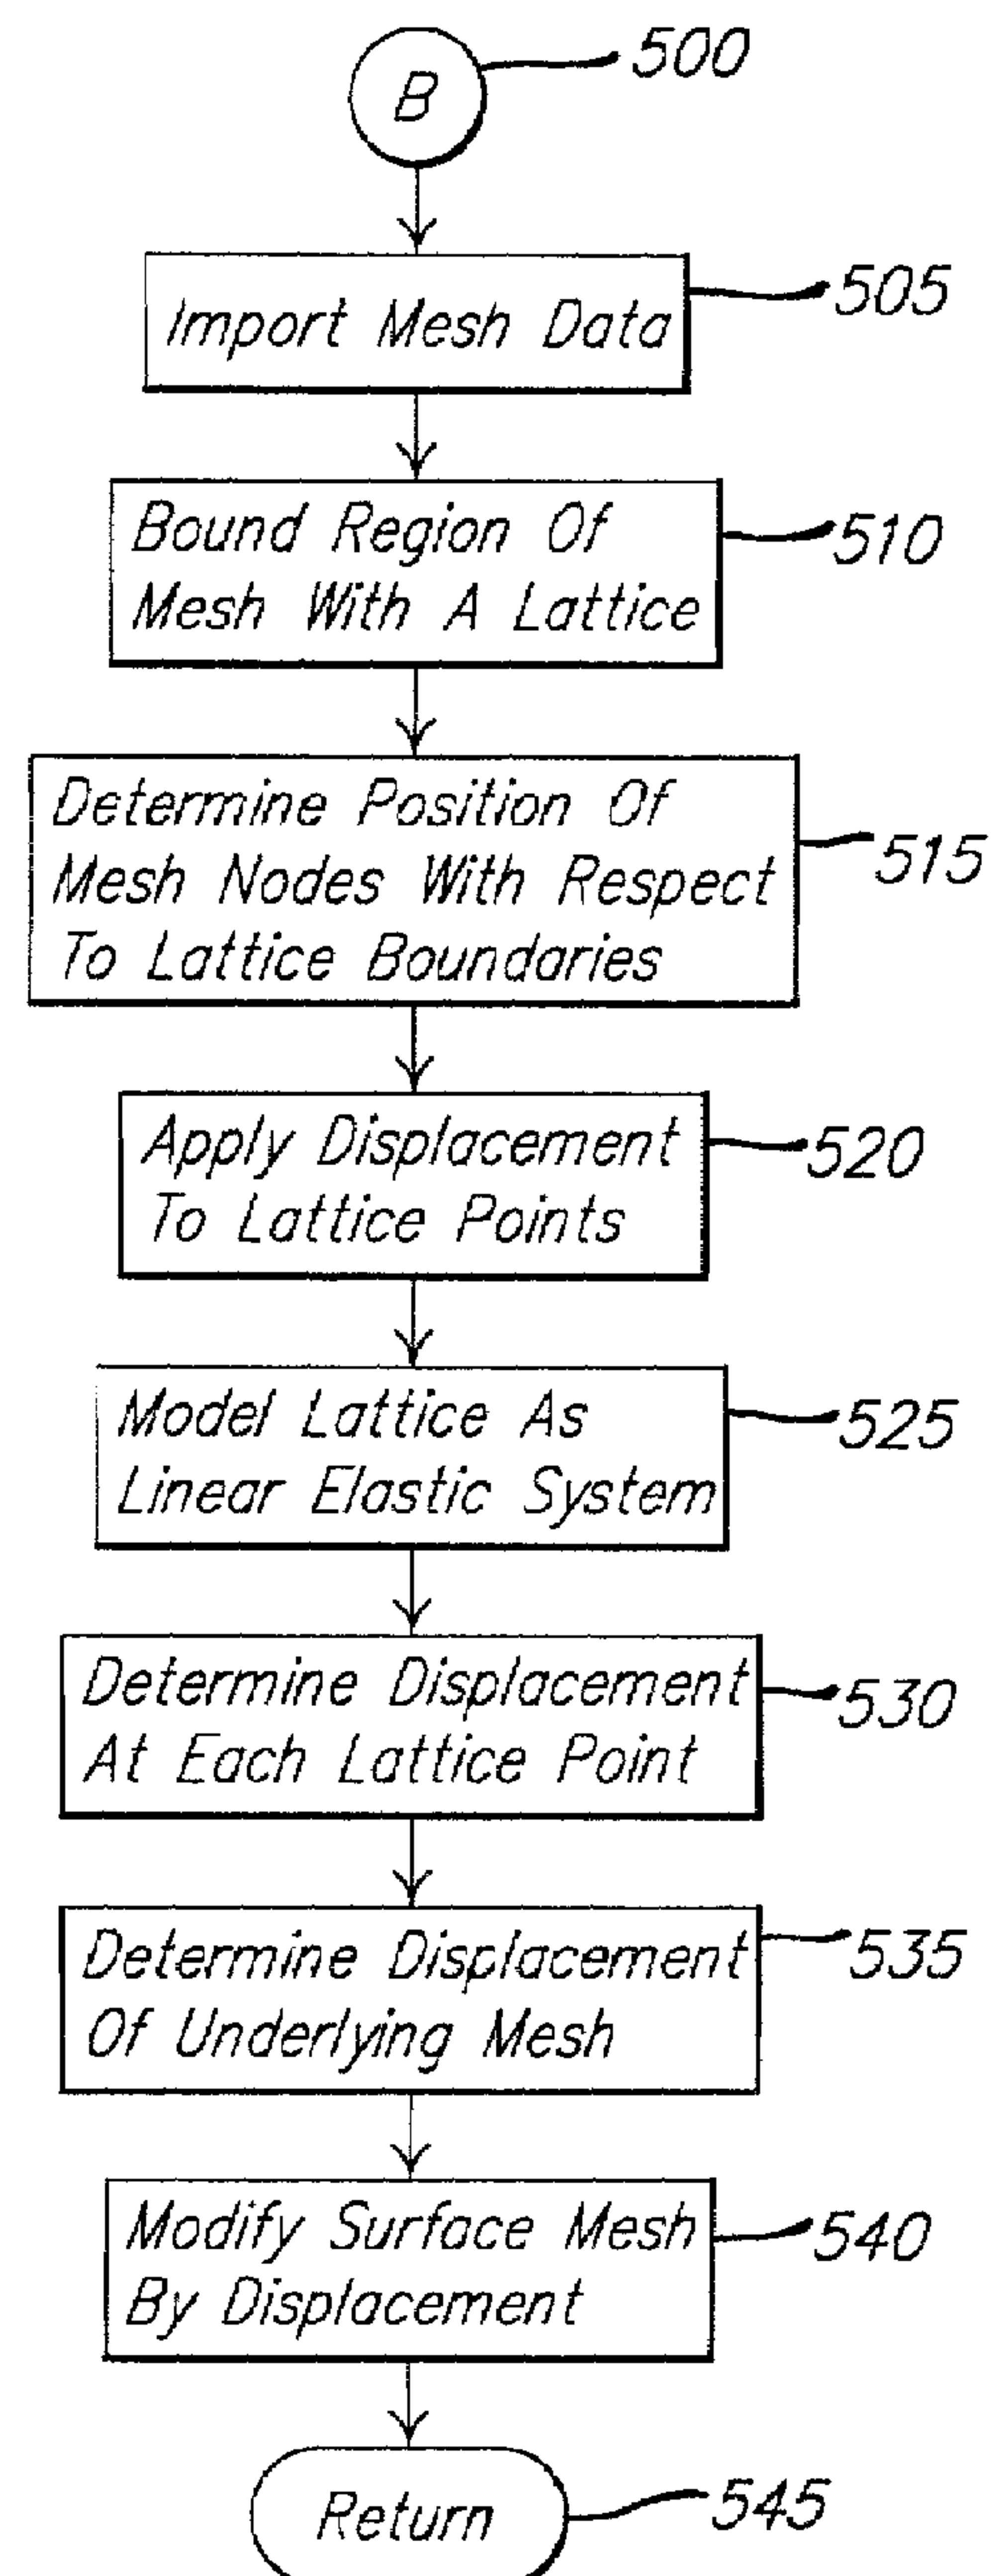 B
500
Import Mesh Data
505
Bound Region Of
Mesh With A Lattice
510
Determine Position Of
Mesh Nodes With Respect
To Lattice Boundaries
515
Apply Displacement
To Lattice Points
520
Model Lattice As
Linear Elastic System
525
Determine Displacement
At Each Lattice Point
530
Determine Displacement
Of Underlying Mesh
535
Modify Surface Mesh
By Displacement
540
Return
545